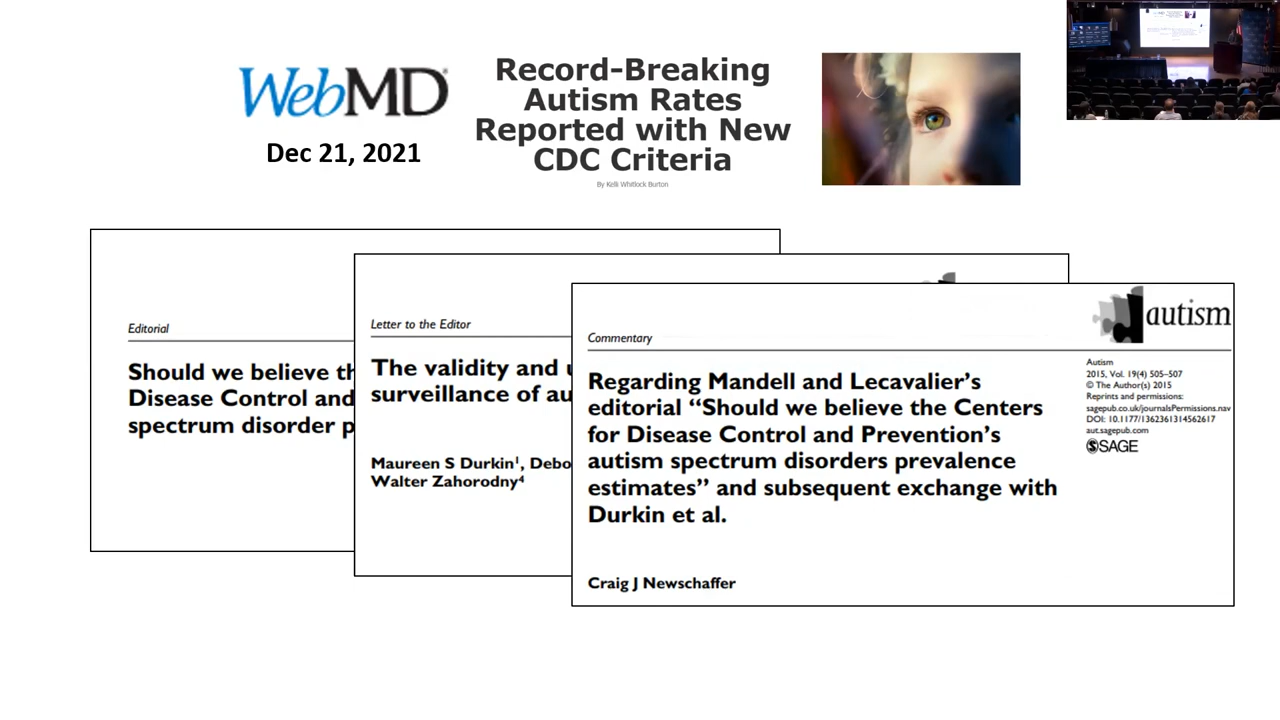 WebMD
Dec 21, 2021
Record-Breaking
Autism Rates
Reported with New
CDC Criteria
By Kelli Whitlock Burton
Editorial
Should we believe th
Disease Control and
spectrum disorder p
Letter to the Editor
The validity and u
surveillance of au
Maureen S Durkin¹, Debo
Walter Zahorodny⁴
Commentary
Regarding Mandell and Lecavalier's
editorial “Should we believe the Centers
for Disease Control and Prevention's
autism spectrum disorders prevalence
estimates” and subsequent exchange with
Durkin et al.
Craig J Newschaffer
autism
Autism
2015, Vol. 19(4) 505–507
© The Author(s) 2015
Reprints and permissions:
sagepub.co.uk/journalsPermissions.nav
DOI: 10.1177/1362361314562617
aut.sagepub.com
SAGE